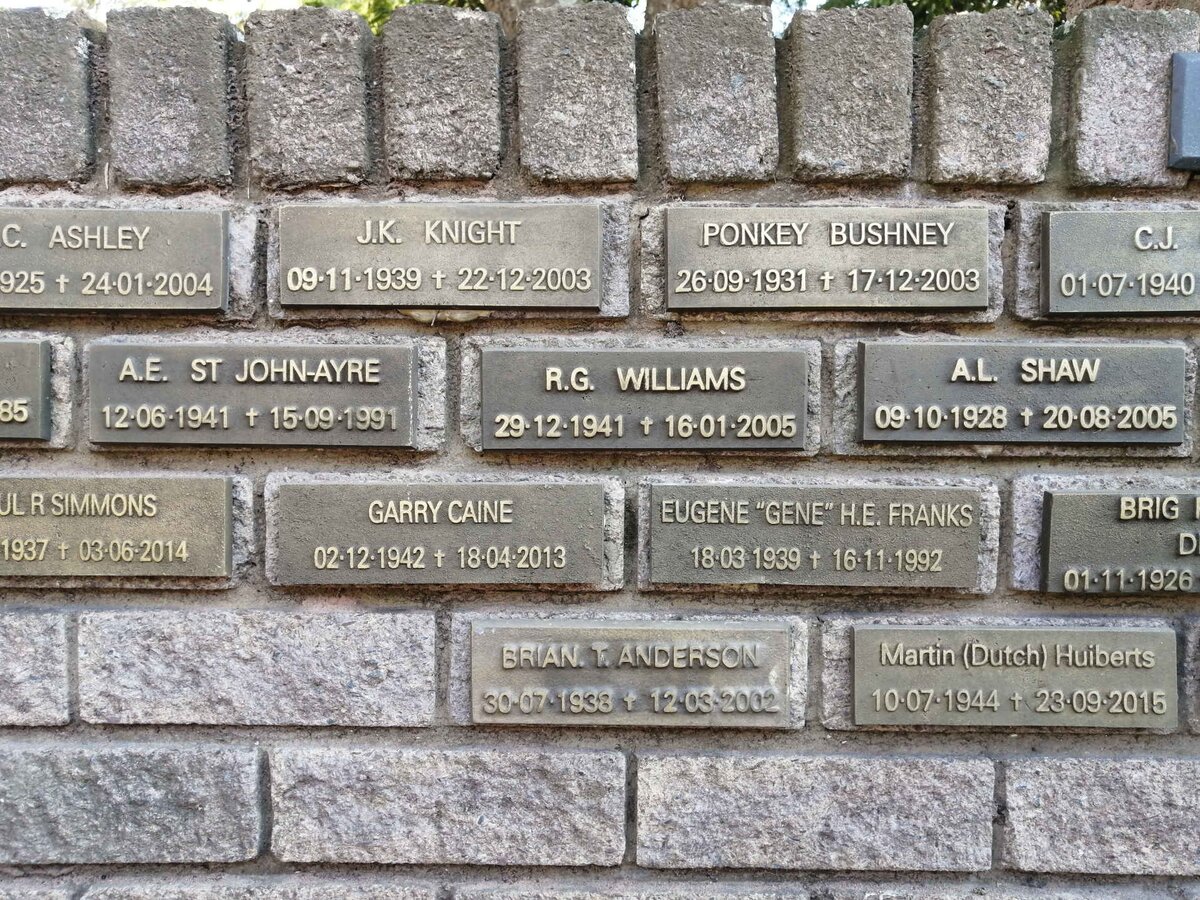 C. ASHLEY
1925 † 24·01·2004
J.K. KNIGHT
09·11·1939 † 22·12·2003
PONKEY BUSHNEY
26·09·1931 † 17·12·2003
C.J.
01·07·1940
85
A.E. ST JOHN-AYRE
12·06·1941 † 15·09·1991
R.G. WILLIAMS
29·12·1941 † 16·01·2005
A.L. SHAW
09·10·1928 † 20·08·2005
UL R SIMMONS
1937 † 03·06·2014
GARRY CAINE
02·12·1942 † 18·04·2013
EUGENE "GENE" H.E. FRANKS
18·03·1939 † 16·11·1992
BRIG
01·11·1926
BRIAN. T. ANDERSON
30·07·1938 † 12·03·2002
Martin (Dutch) Huiberts
10·07·1944 † 23·09·2015